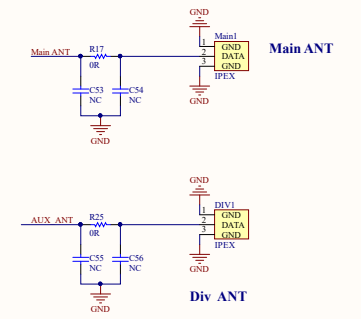 GND
Main1
Main ANT
R17
0R
1
2
3
GND
DATA
GND
IPEX
Main ANT
C53
NC
C54
NC
GND
GND
GND
DIV1
AUX ANT
R25
0R
1
2
3
GND
DATA
GND
IPEX
C55
NC
C56
NC
GND
GND
Div ANT